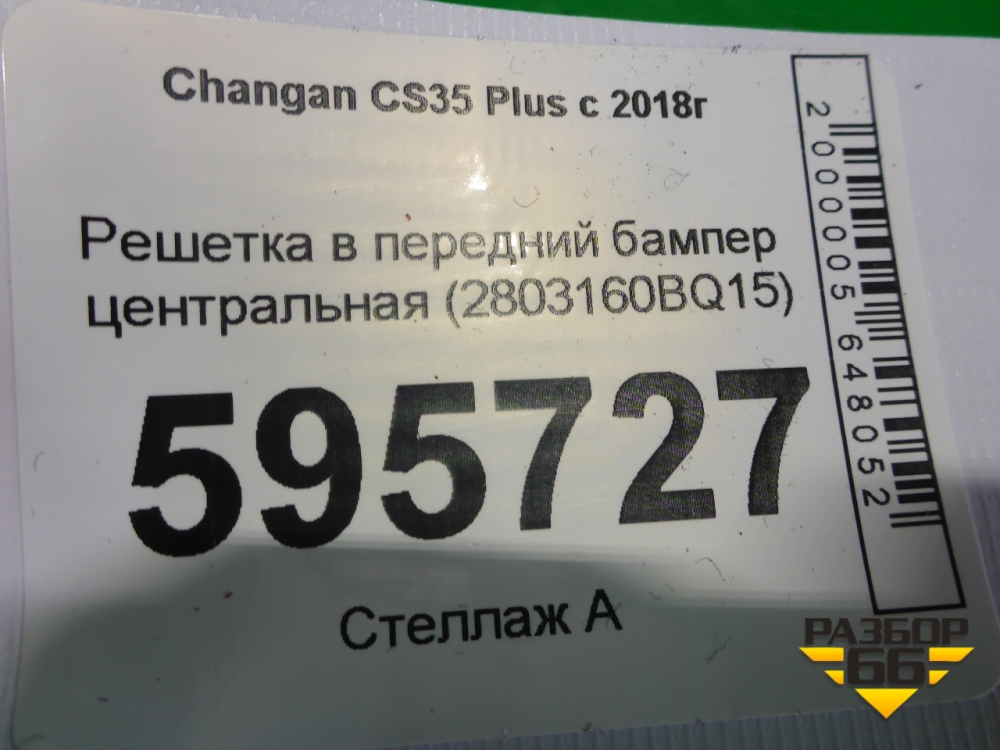 Changan CS35 Plus с 2018г
Решетка в передний бампер
центральная (2803160BQ15)
595727
Стеллаж А
2000005648052
РАЗБОР
66